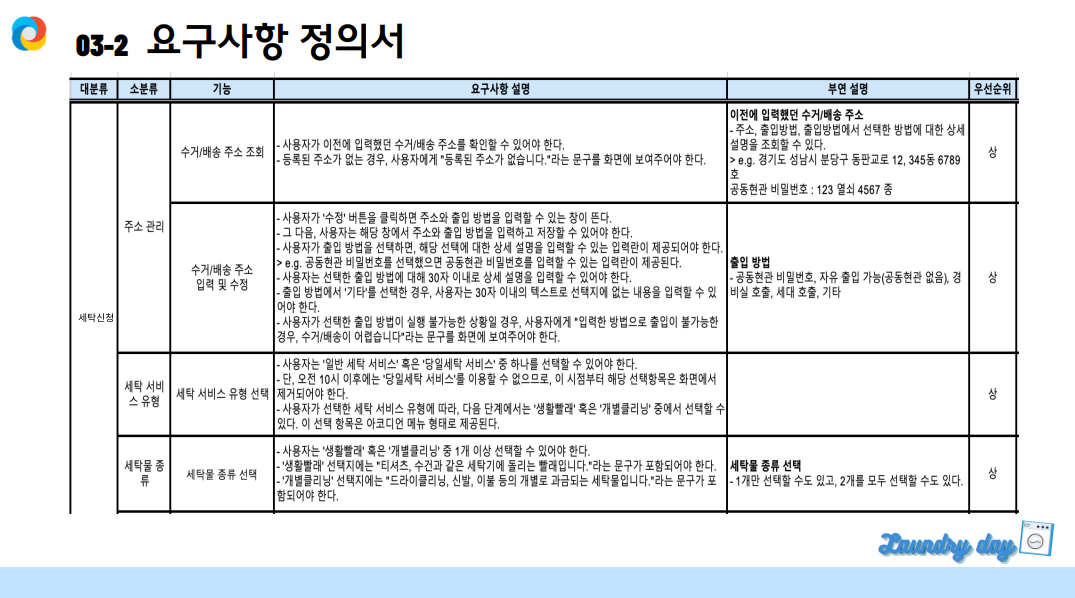 03-2 요구사항 정의서
대분류 소분류 기능 요구사항 설명 부연 설명 우선순위
세탁신청
주소 관리
수거/배송 주소 조회
- 사용자가 이전에 입력했던 수거/배송 주소를 확인할 수 있어야 한다.
- 등록된 주소가 없는 경우, 사용자에게 "등록된 주소가 없습니다."라는 문구를 화면에 보여주어야 한다.
이전에 입력했던 수거/배송 주소
- 주소, 출입방법, 출입방법에서 선택한 방법에 대한 상세
설명을 조회할 수 있다.
> e.g. 경기도 성남시 분당구 동판교로 12, 345동 6789
호
공동현관 비밀번호 : 123 열쇠 4567 종
상
수거/배송 주소
입력 및 수정
- 사용자가 '수정' 버튼을 클릭하면 주소와 출입 방법을 입력할 수 있는 창이 뜬다.
- 그 다음, 사용자는 해당 창에서 주소와 출입 방법을 입력하고 저장할 수 있어야 한다.
- 사용자가 출입 방법을 선택하면, 해당 선택에 대한 상세 설명을 입력할 수 있는 입력란이 제공되어야 한다.
> e.g. 공동현관 비밀번호를 선택했으면 공동현관 비밀번호를 입력할 수 있는 입력란이 제공된다.
- 사용자는 선택한 출입 방법에 대해 30자 이내로 상세 설명을 입력할 수 있어야 한다.
- 출입 방법에서 '기타'를 선택한 경우, 사용자는 30자 이내의 텍스트로 선택지에 없는 내용을 입력할 수 있
어야 한다.
- 사용자가 선택한 출입 방법이 실행 불가능한 상황일 경우, 사용자에게 "입력한 방법으로 출입이 불가능한
경우, 수거/배송이 어렵습니다"라는 문구를 화면에 보여주어야 한다.
출입 방법
- 공동현관 비밀번호, 자유 출입 가능(공동현관 없음), 경
비실 호출, 세대 호출, 기타
상
세탁 서비
스 유형
세탁 서비스 유형 선택
- 사용자는 '일반 세탁 서비스' 혹은 '당일세탁 서비스' 중 하나를 선택할 수 있어야 한다.
- 단, 오전 10시 이후에는 '당일세탁 서비스'를 이용할 수 없으므로, 이 시점부터 해당 선택항목은 화면에서
제거되어야 한다.
- 사용자가 선택한 세탁 서비스 유형에 따라, 다음 단계에서는 '생활빨래' 혹은 '개별클리닝' 중에서 선택할 수
있다. 이 선택 항목은 아코디언 메뉴 형태로 제공된다.
상
세탁물 종
류
세탁물 종류 선택
- 사용자는 '생활빨래' 혹은 '개별클리닝' 중 1개 이상 선택할 수 있어야 한다.
- '생활빨래' 선택지에는 "티셔츠, 수건과 같은 세탁기에 돌리는 빨래입니다."라는 문구가 포함되어야 한다.
- '개별클리닝' 선택지에는 "드라이클리닝, 신발, 이불 등의 개별로 과금되는 세탁물입니다."라는 문구가 포
함되어야 한다.
세탁물 종류 선택
- 1개만 선택할 수도 있고, 2개를 모두 선택할 수도 있다.
상
Laundry day